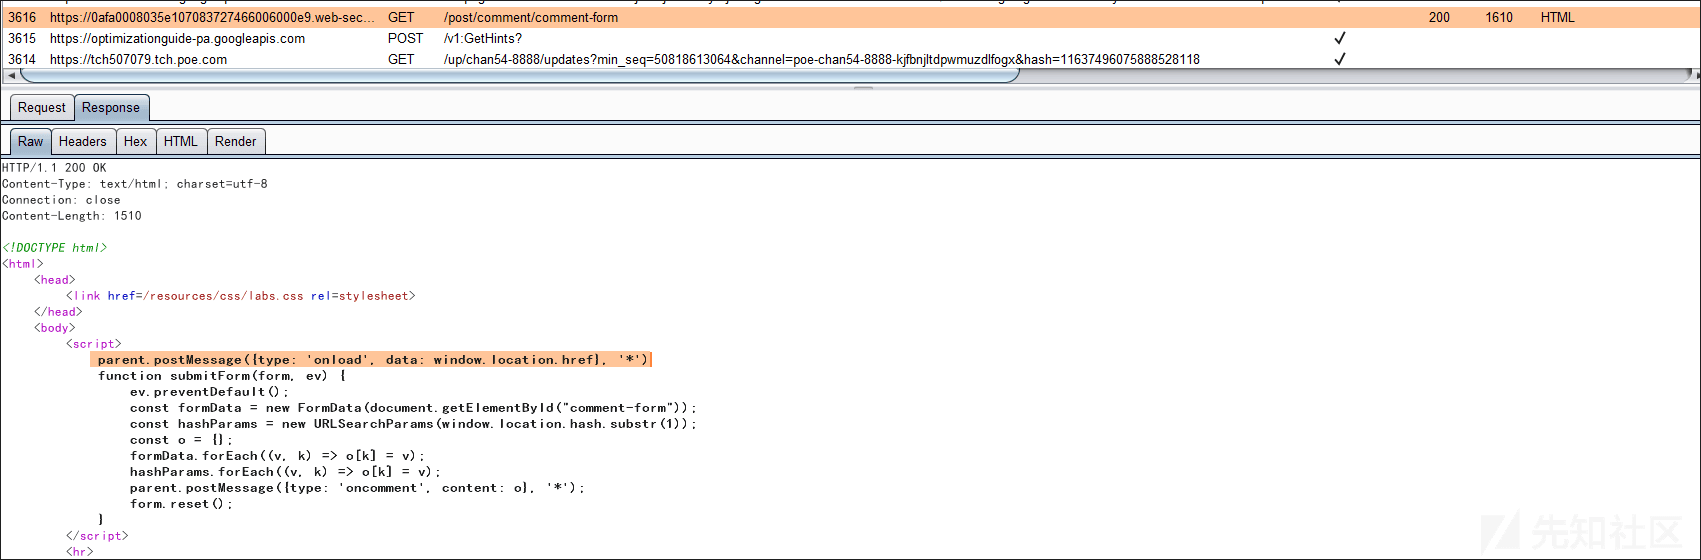 3616 https://0afa0008035e107083727466006000e9.web-sec... GET /post/comment/comment-form 200 1610 HTML
3615 https://optimizationguide-pa.googleapis.com POST /v1:GetHints? ✓
3614 https://tch507079.tch.poe.com GET /up/chan54-8888/updates?min_seq=50818613064&channel=poe-chan54-8888-kjfbnjltdpwmuzdlfogx&hash=11637496075888528118 ✓
Request Response
Raw Headers Hex HTML Render
HTTP/1.1 200 OK
Content-Type: text/html; charset=utf-8
Connection: close
Content-Length: 1510
<!DOCTYPE html>
<html>
<head>
<link href=/resources/css/labs.css rel=stylesheet>
</head>
<body>
<script>
parent.postMessage({type: 'onload', data: window.location.href}, '*')
function submitForm(form, ev) {
ev.preventDefault();
const formData = new FormData(document.getElementById("comment-form"));
const hashParams = new URLSearchParams(window.location.hash.substr(1));
const o = {};
formData.forEach((v, k) => o[k] = v);
hashParams.forEach((v, k) => o[k] = v);
parent.postMessage({type: 'oncomment', content: o}, '*');
form.reset();
}
</script>
<hr>
先知社区